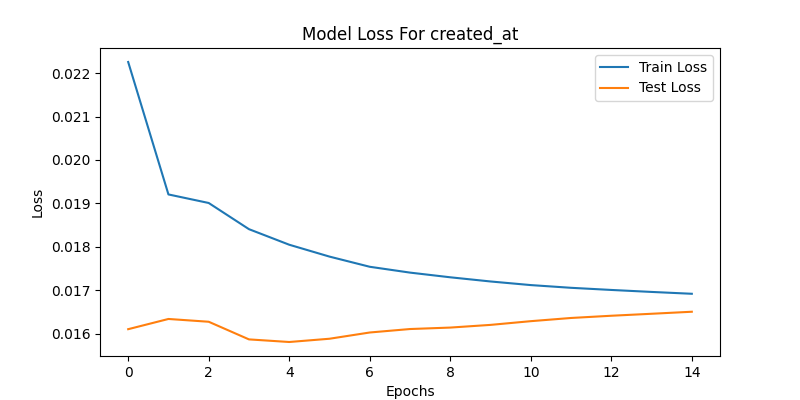 Model Loss For created_at
Train Loss
Test Loss
0.022
0.021
0.020
0.019
0.018
0.017
0.016
Loss
0 2 4 6 8 10 12 14
Epochs